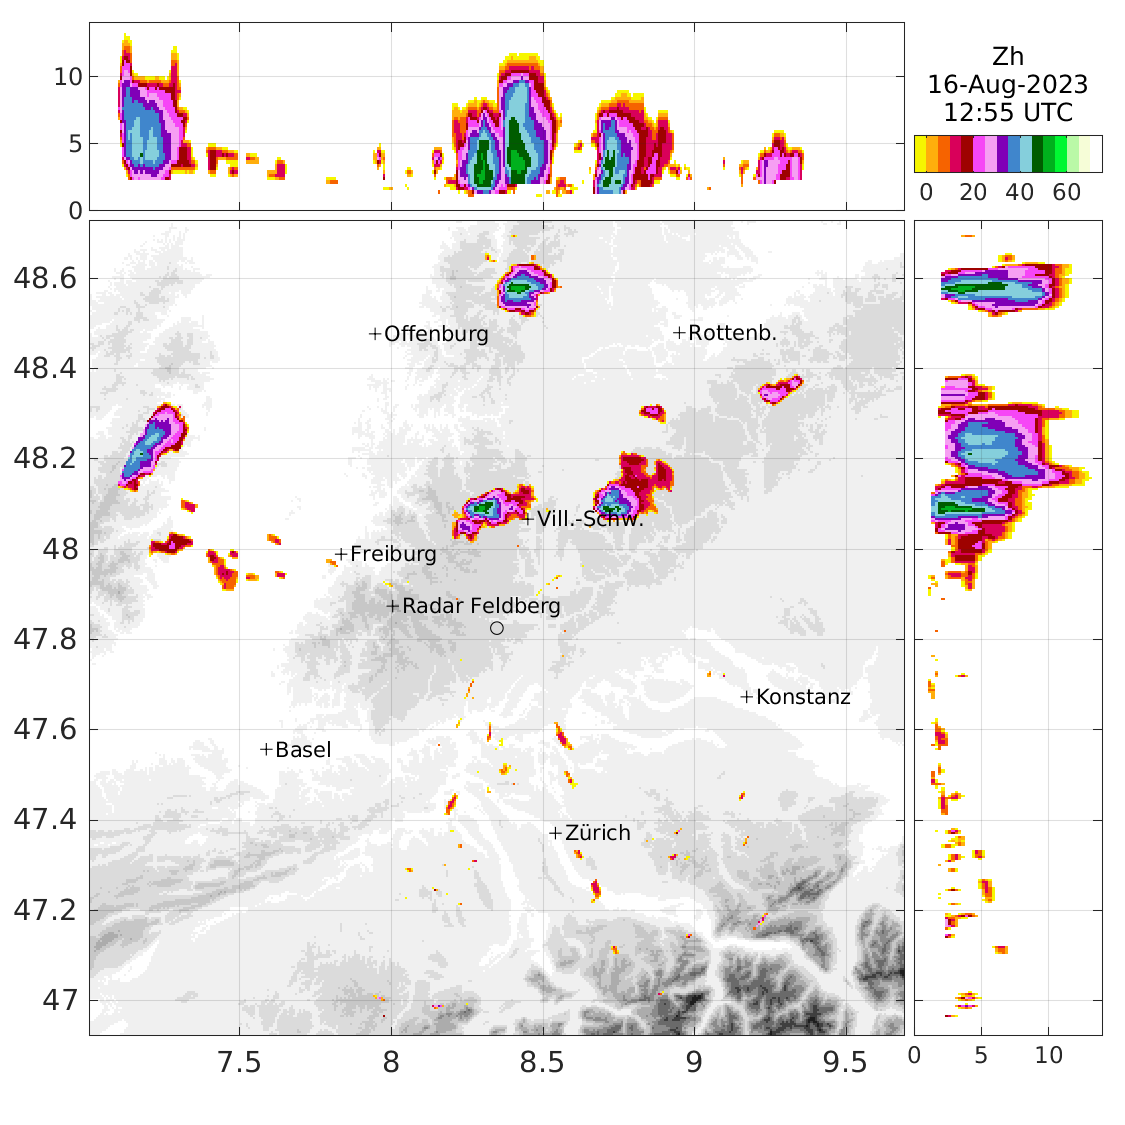 10
5
0
Zh
16-Aug-2023
12:55 UTC
0
20
40
60
48.6
48.4
48.2
48
47.8
47.6
47.4
47.2
47
Offenburg
Rottenb.
Vill.-Schw.
Freiburg
Radar Feldberg
Konstanz
Basel
Zürich
7.5
8
8.5
9
9.5
0
5
10